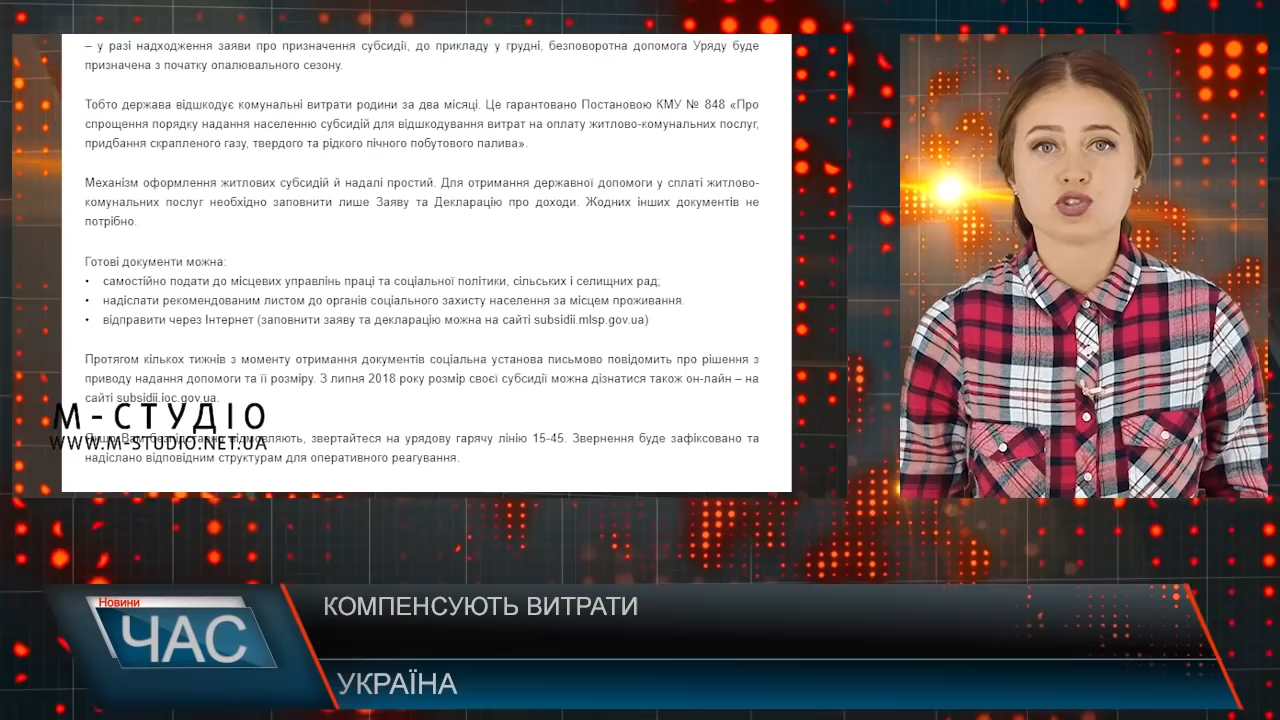 – у разі надходження заяви про призначення субсидії, до прикладу у грудні, безповоротна допомога Уряду буде
призначена з початку опалювального сезону.
Тобто держава відшкодує комунальні витрати родини за два місяці. Це гарантовано Постановою КМУ № 848 «Про
спрощення порядку надання населенню субсидій для відшкодування витрат на оплату житлово-комунальних послуг,
придбання скрапленого газу, твердого та рідкого пічного побутового палива».
Механізм оформлення житлових субсидій й надалі простий. Для отримання державної допомоги у сплаті житлово-
комунальних послуг необхідно заповнити лише Заяву та Декларацію про доходи. Жодних інших документів не
потрібно.
Готові документи можна:
• самостійно подати до місцевих управлінь праці та соціальної політики, сільських і селищних рад;
• надіслати рекомендованим листом до органів соціального захисту населення за місцем проживання.
• відправити через Інтернет (заповнити заяву та декларацію можна на сайті subsidii.mlsp.gov.ua)
Протягом кількох тижнів з моменту отримання документів соціальна установа письмово повідомить про рішення з
приводу надання допомоги та її розміру. З липня 2018 року розмір своєї субсидії можна дізнатися також он-лайн – на
сайті subsidii.ioc.gov.ua.
М-СТУДІО
WWW.M-STUDIO.NET.UA
звертайтеся на урядову гарячу лінію 15-45. Звернення буде зафіксовано та
надіслано відповідним структурам для оперативного реагування.
Новини
ЧАС
КОМПЕНСУЮТЬ ВИТРАТИ
УКРАЇНА